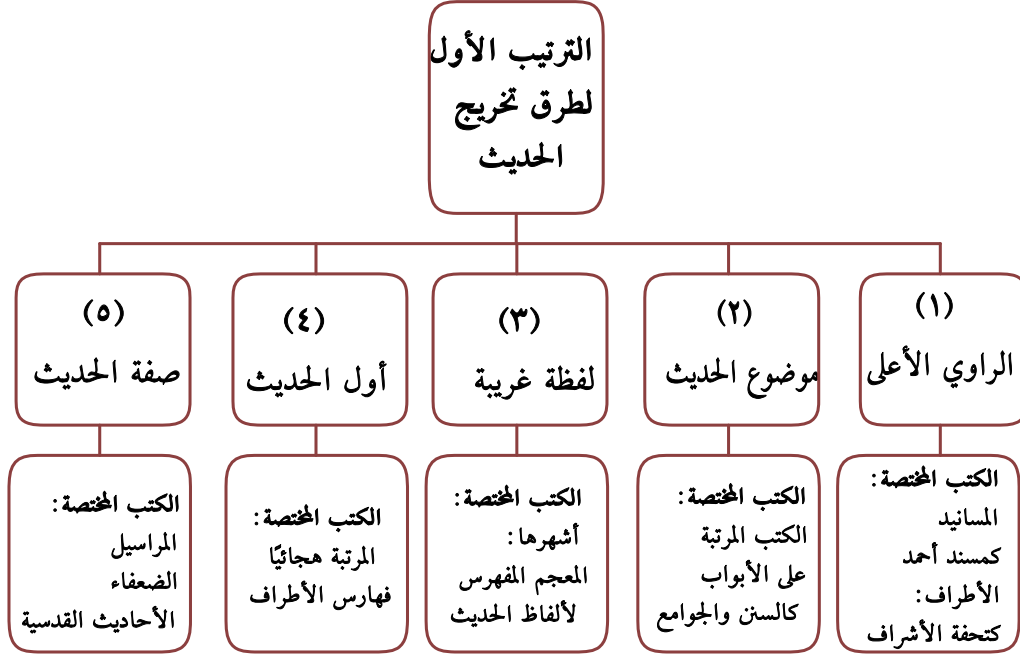 الترتيب الأول
لطرق تخريج
الحديث
(١)
الراوي الأعلى
(٢)
موضوع الحديث
(٣)
لفظة غريبة
(٤)
أول الحديث
(٥)
صفة الحديث
الكتب المختصة:
المسانيد
كمسند أحمد
الأطراف:
كتحفة الأشراف
الكتب المختصة:
الكتب المرتبة
على الأبواب
كالسنن والجوامع
الكتب المختصة:
أشهرها:
المعجم المفهرس
لألفاظ الحديث
الكتب المختصة:
المرتبة هجائيًا
فهارس الأطراف
الكتب المختصة:
المراسيل
الضعفاء
الأحاديث القدسية